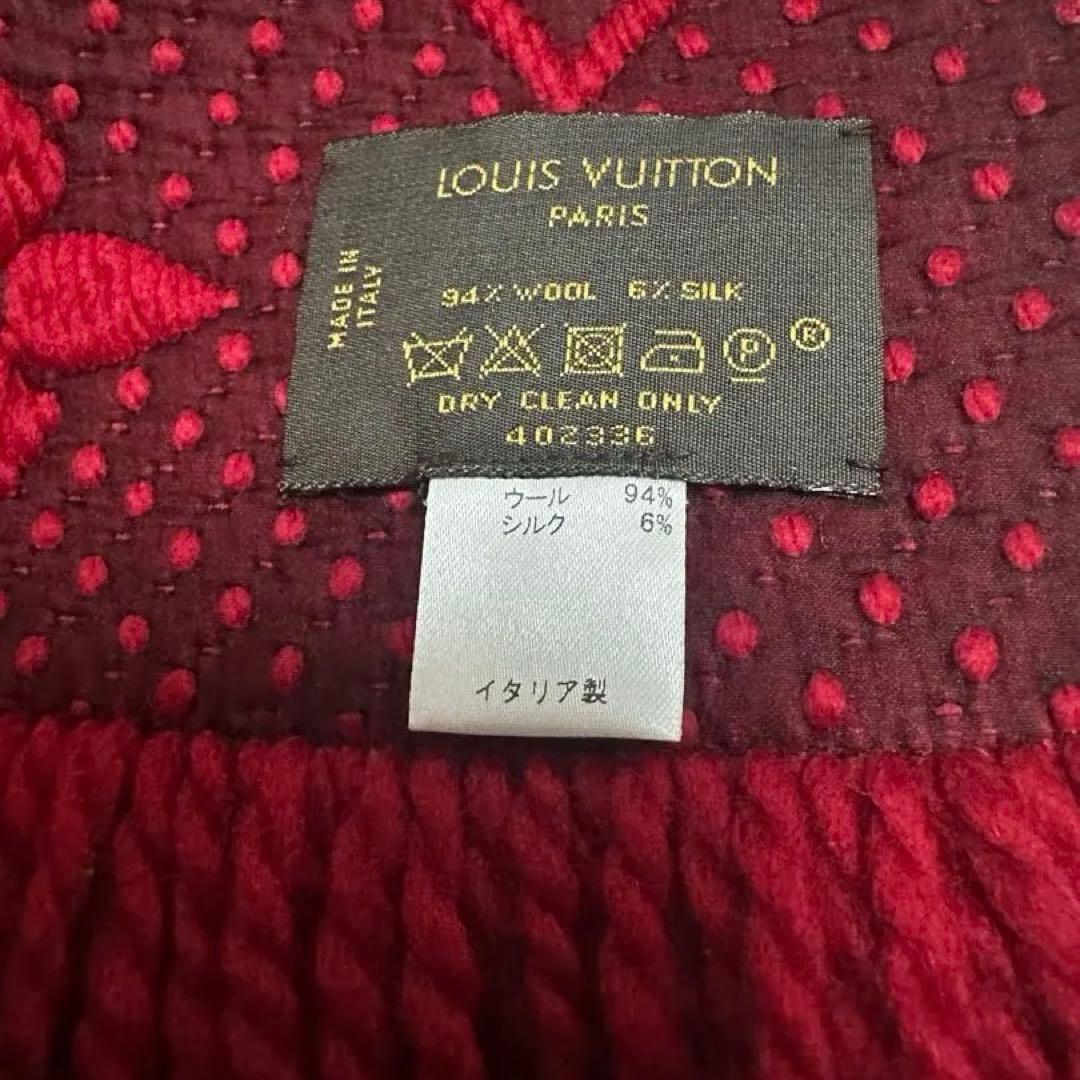 LOUIS VUITTON
PARIS
MADE IN
ITALY
94% WOOL 6% SILK
P
®
DRY CLEAN ONLY
402336
ウール 94%
シルク 6%
イタリア製